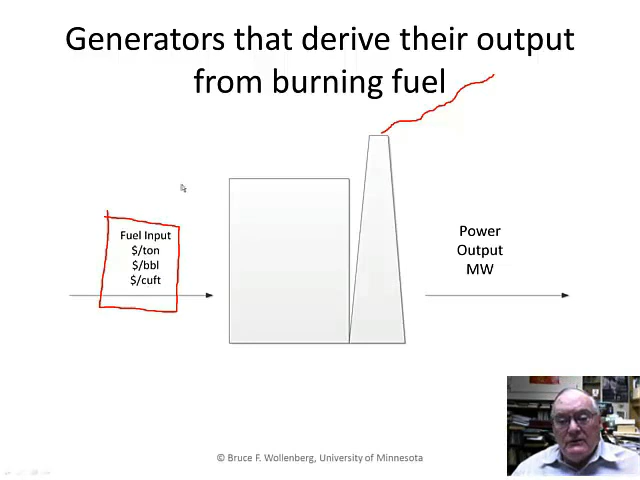 Generators that derive their output
from burning fuel
Fuel Input
$/ton
$/bbl
$/cuft
Power
Output
MW
© Bruce F. Wollenberg, University of Minnesota